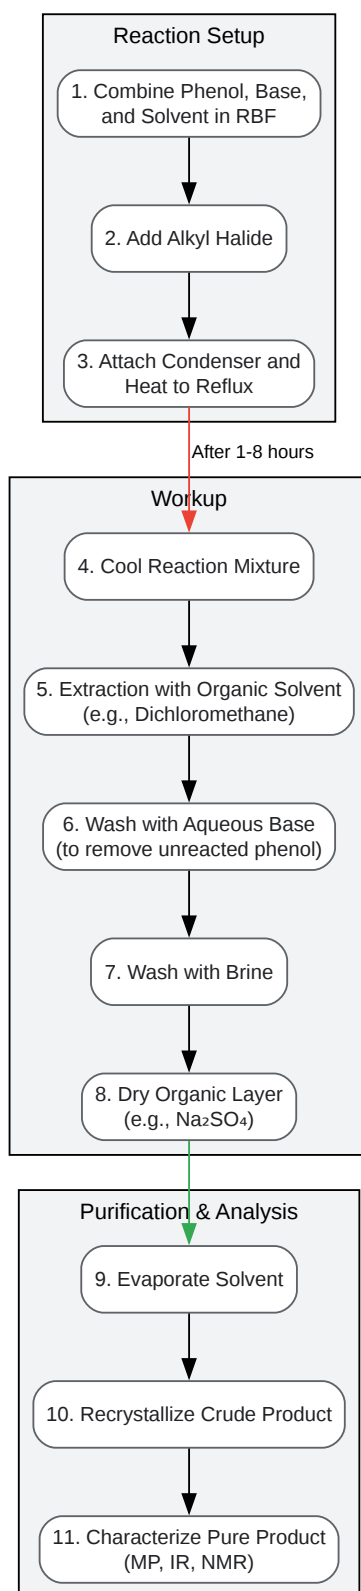 Reaction Setup
1. Combine Phenol, Base,
and Solvent in RBF
2. Add Alkyl Halide
3. Attach Condenser and
Heat to Reflux
After 1-8 hours
Workup
4. Cool Reaction Mixture
5. Extraction with Organic Solvent
(e.g., Dichloromethane)
6. Wash with Aqueous Base
(to remove unreacted phenol)
7. Wash with Brine
8. Dry Organic Layer
(e.g., Na₂SO₄)
Purification & Analysis
9. Evaporate Solvent
10. Recrystallize Crude Product
11. Characterize Pure Product
(MP, IR, NMR)